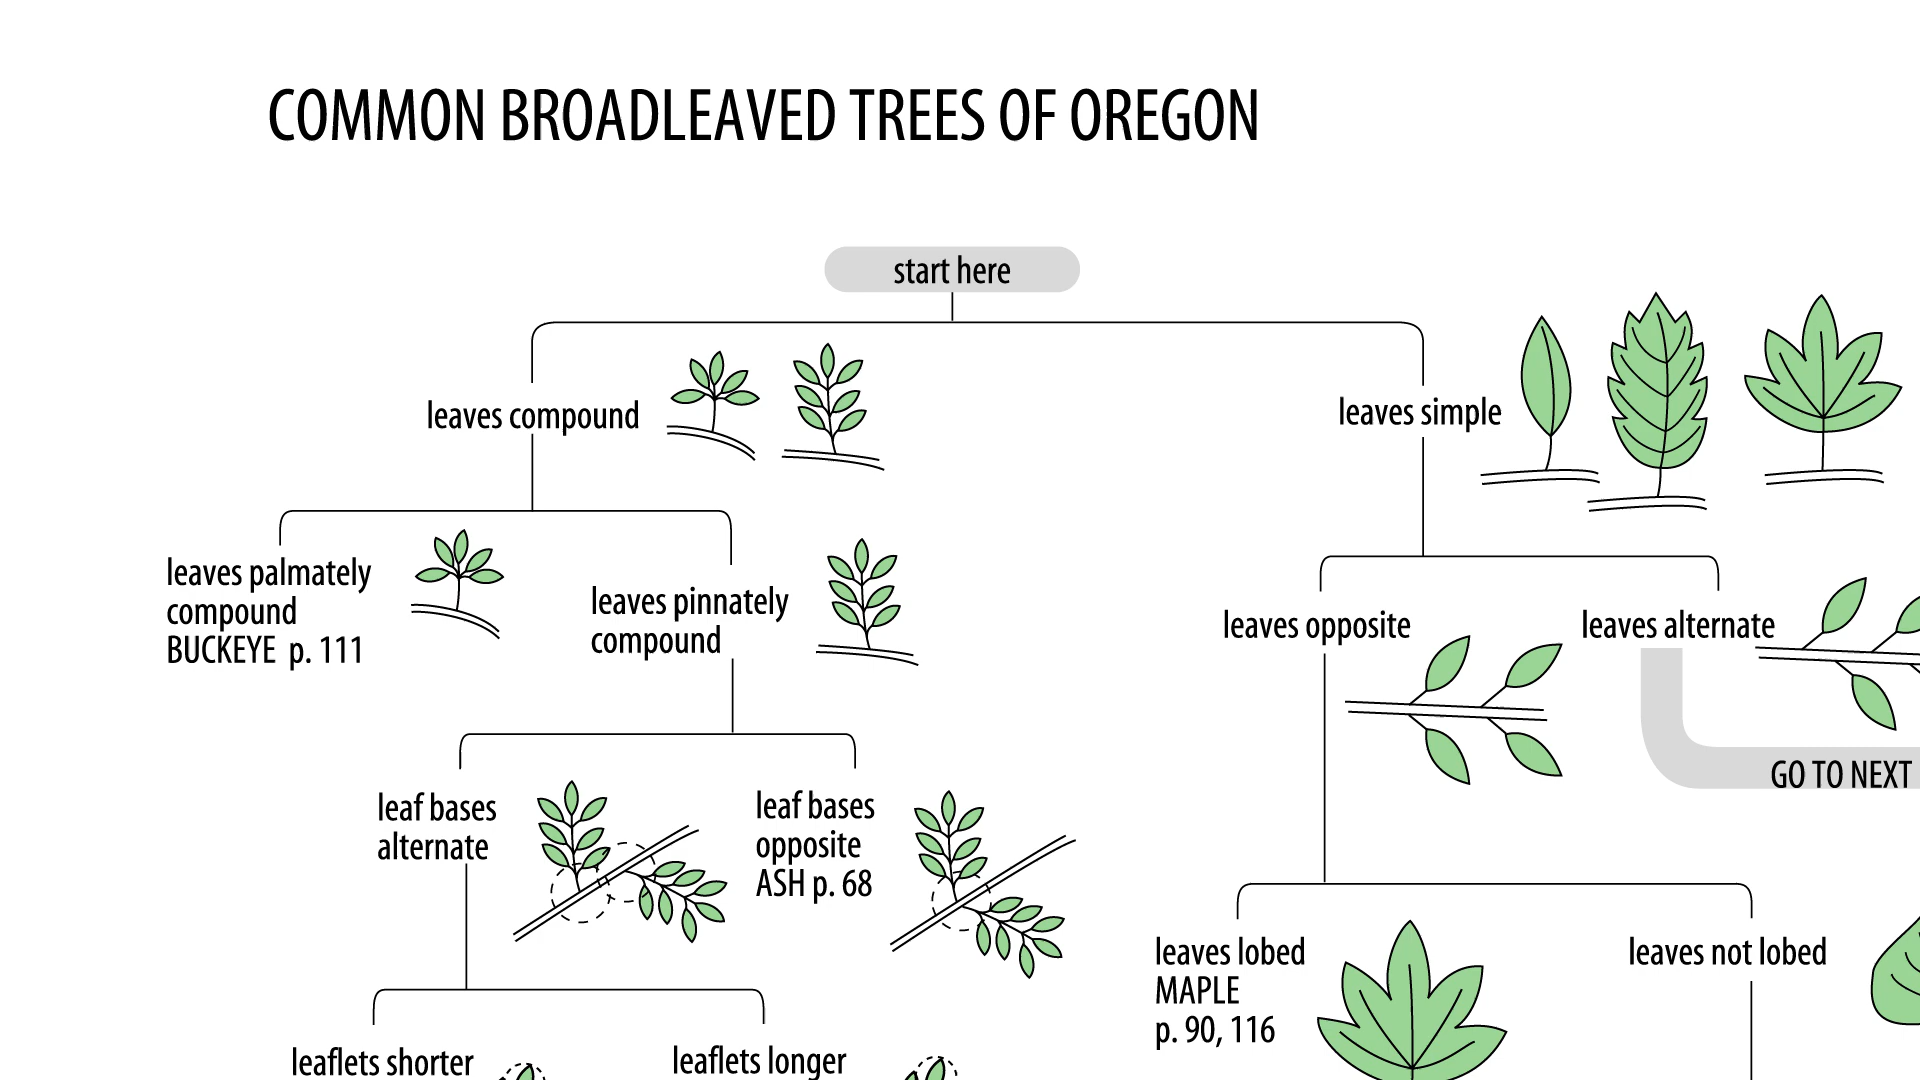 COMMON BROADLEAVED TREES OF OREGON
start here
leaves compound
leaves simple
leaves palmately
compound
BUCKEYE p. 111
leaves pinnately
compound
leaves opposite
leaves alternate
GO TO NEXT
leaf bases
alternate
leaf bases
opposite
ASH p. 68
leaves lobed
MAPLE
p. 90, 116
leaves not lobed
leaflets shorter
leaflets longer